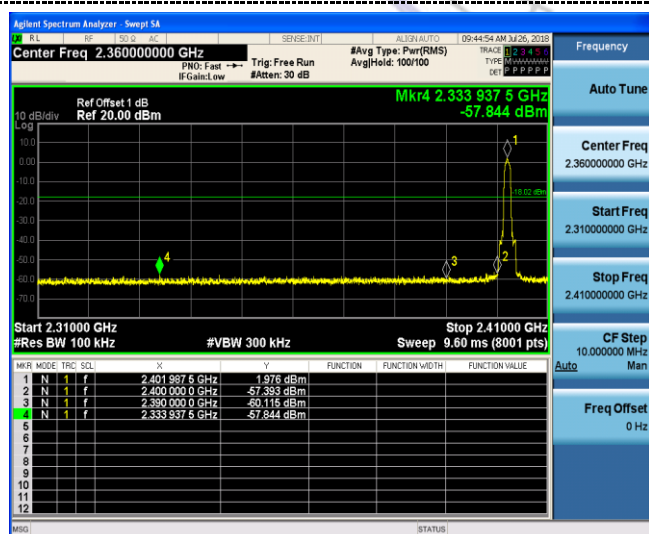 Agilent Spectrum Analyzer - Swept SA
RL RF 50 Ω AC SENSE:INT ALIGN AUTO 09:44:54 AM Jul 26, 2018
Center Freq 2.360000000 GHz #Avg Type: Pwr(RMS) TRACE 1 2 3 4 5 6
PNO: Fast Trig: Free Run Avg|Hold: 100/100 TYPE M
IFGain:Low #Atten: 30 dB DET P P P P P P
Mkr4 2.333 937 5 GHz
-57.844 dBm
Ref Offset 1 dB
10 dB/div Ref 20.00 dBm
Log
10.0
0.00
-10.0
-20.0
-30.0
-40.0
-50.0
-60.0
-70.0
1
-18.02 dBm
4
3
2
Start 2.31000 GHz Stop 2.41000 GHz
#Res BW 100 kHz #VBW 300 kHz Sweep 9.60 ms (8001 pts)
MKR MODE TRC SCL X Y FUNCTION FUNCTION WIDTH FUNCTION VALUE
1 N 1 f 2.401 987 5 GHz 1.976 dBm
2 N 1 f 2.400 000 0 GHz -57.393 dBm
3 N 1 f 2.390 000 0 GHz -60.115 dBm
4 N 1 f 2.333 937 5 GHz -57.844 dBm
5
6
7
8
9
10
11
12
MSG STATUS
Frequency
Auto Tune
Center Freq
2.360000000 GHz
Start Freq
2.310000000 GHz
Stop Freq
2.410000000 GHz
CF Step
10.000000 MHz
Auto Man
Freq Offset
0 Hz